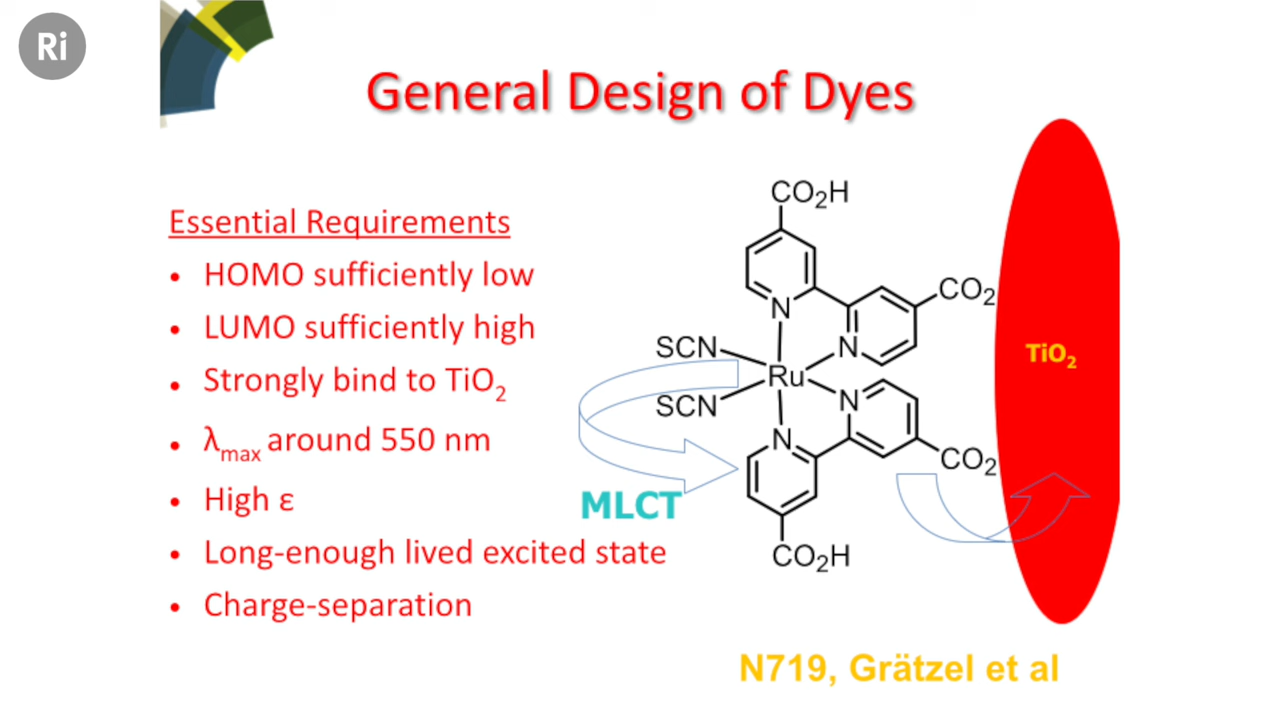 Ri
General Design of Dyes
Essential Requirements
• HOMO sufficiently low
• LUMO sufficiently high
• Strongly bind to TiO₂
• λmax around 550 nm
• High ε
• Long-enough lived excited state
• Charge-separation
CO₂H
CO₂
N
N
SCN
Ru
SCN
N
N
CO₂
CO₂H
MLCT
TiO₂
N719, Grätzel et al